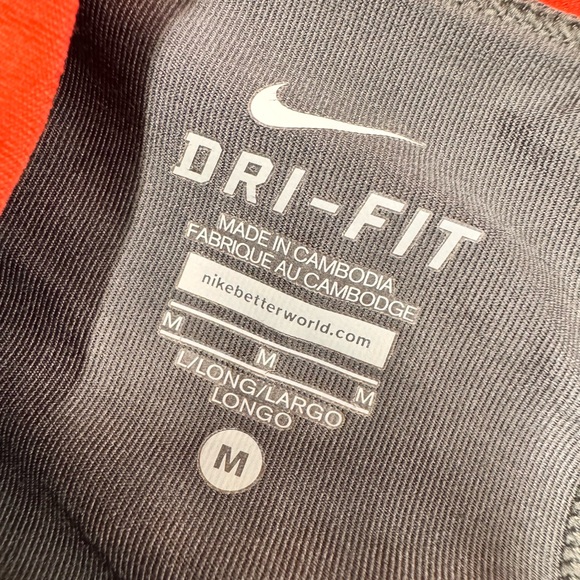 DRI-FIT
MADE IN CAMBODIA
FABRIQUE AU CAMBODGE
nikebetterworld.com
M M M
L/LONG/LARGO
LONGO
M